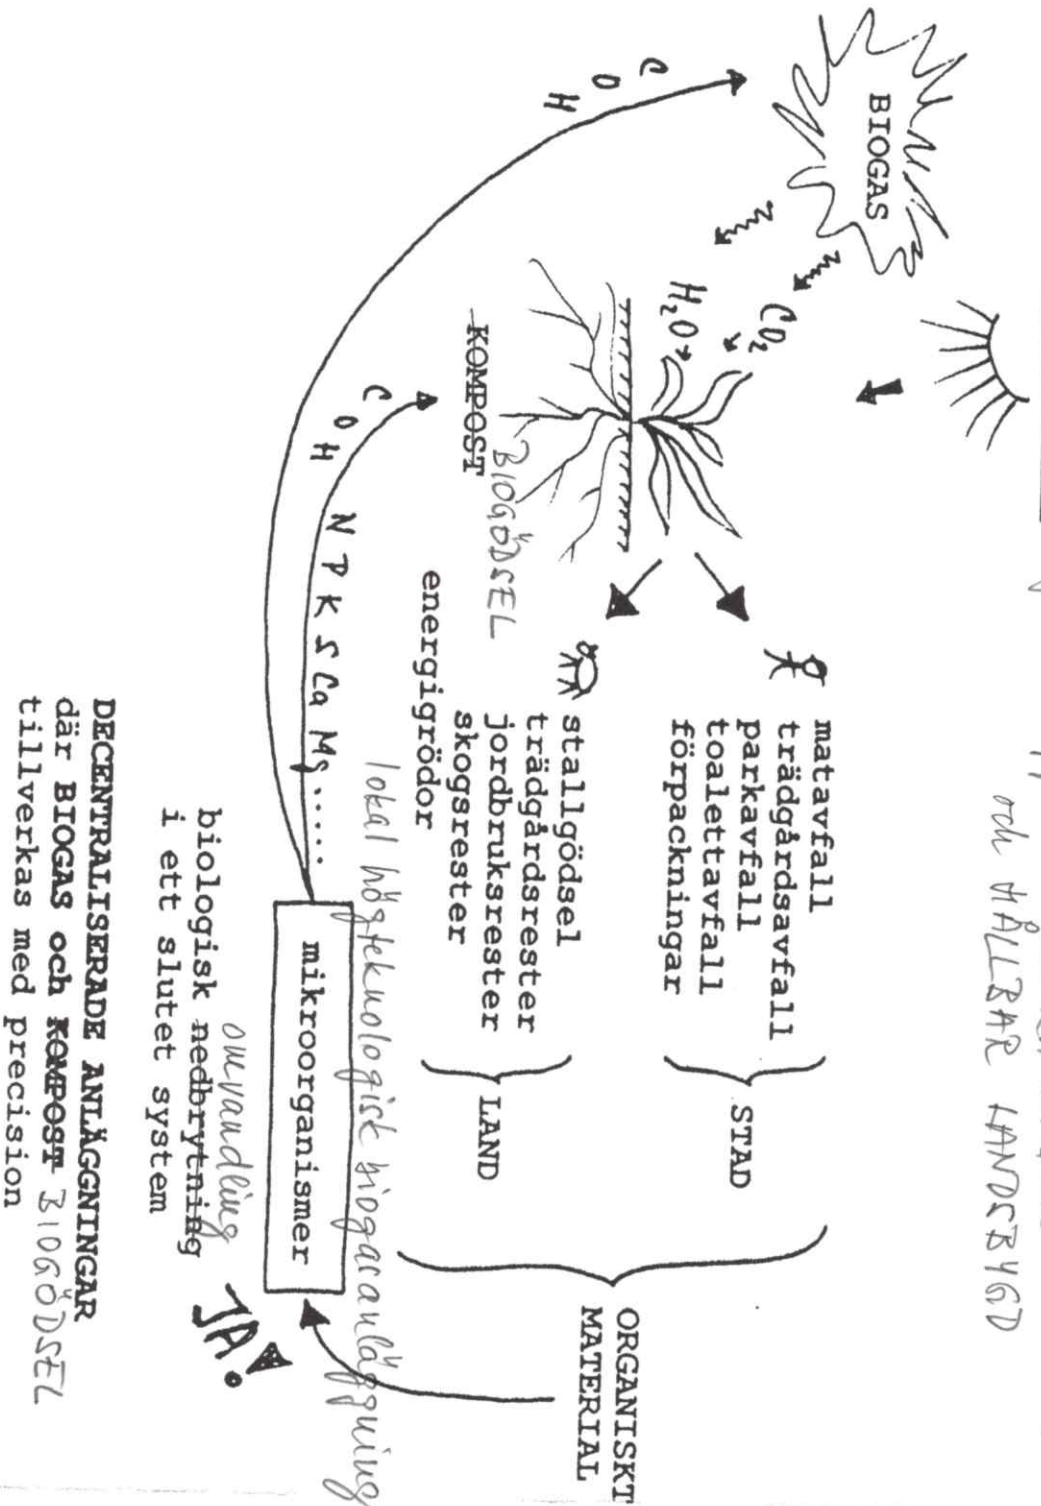 och HÅLLBAR LANDSBYGD
BIOGAS
CO₂
H₂O
C O H
matavfall
trädgårdsavfall
parkavfall
toalettavfall
förpackningar
STAD
stallgödsel
trädgårdsrester
jordbruksrester
skogsrester
energigrödor
LAND
ORGANISKT
MATERIAL
KOMPOST
BIOGÖDSEL
C O H N P K S Ca Mg.....
lokal högteknologisk biogasanläggning
mikroorganismer
JA!
omvandling
biologisk nedbrytning
i ett slutet system
DECENTRALISERADE ANLÄGGNINGAR
där BIOGAS och KOMPOST BIOGÖDSEL
tillverkas med precision